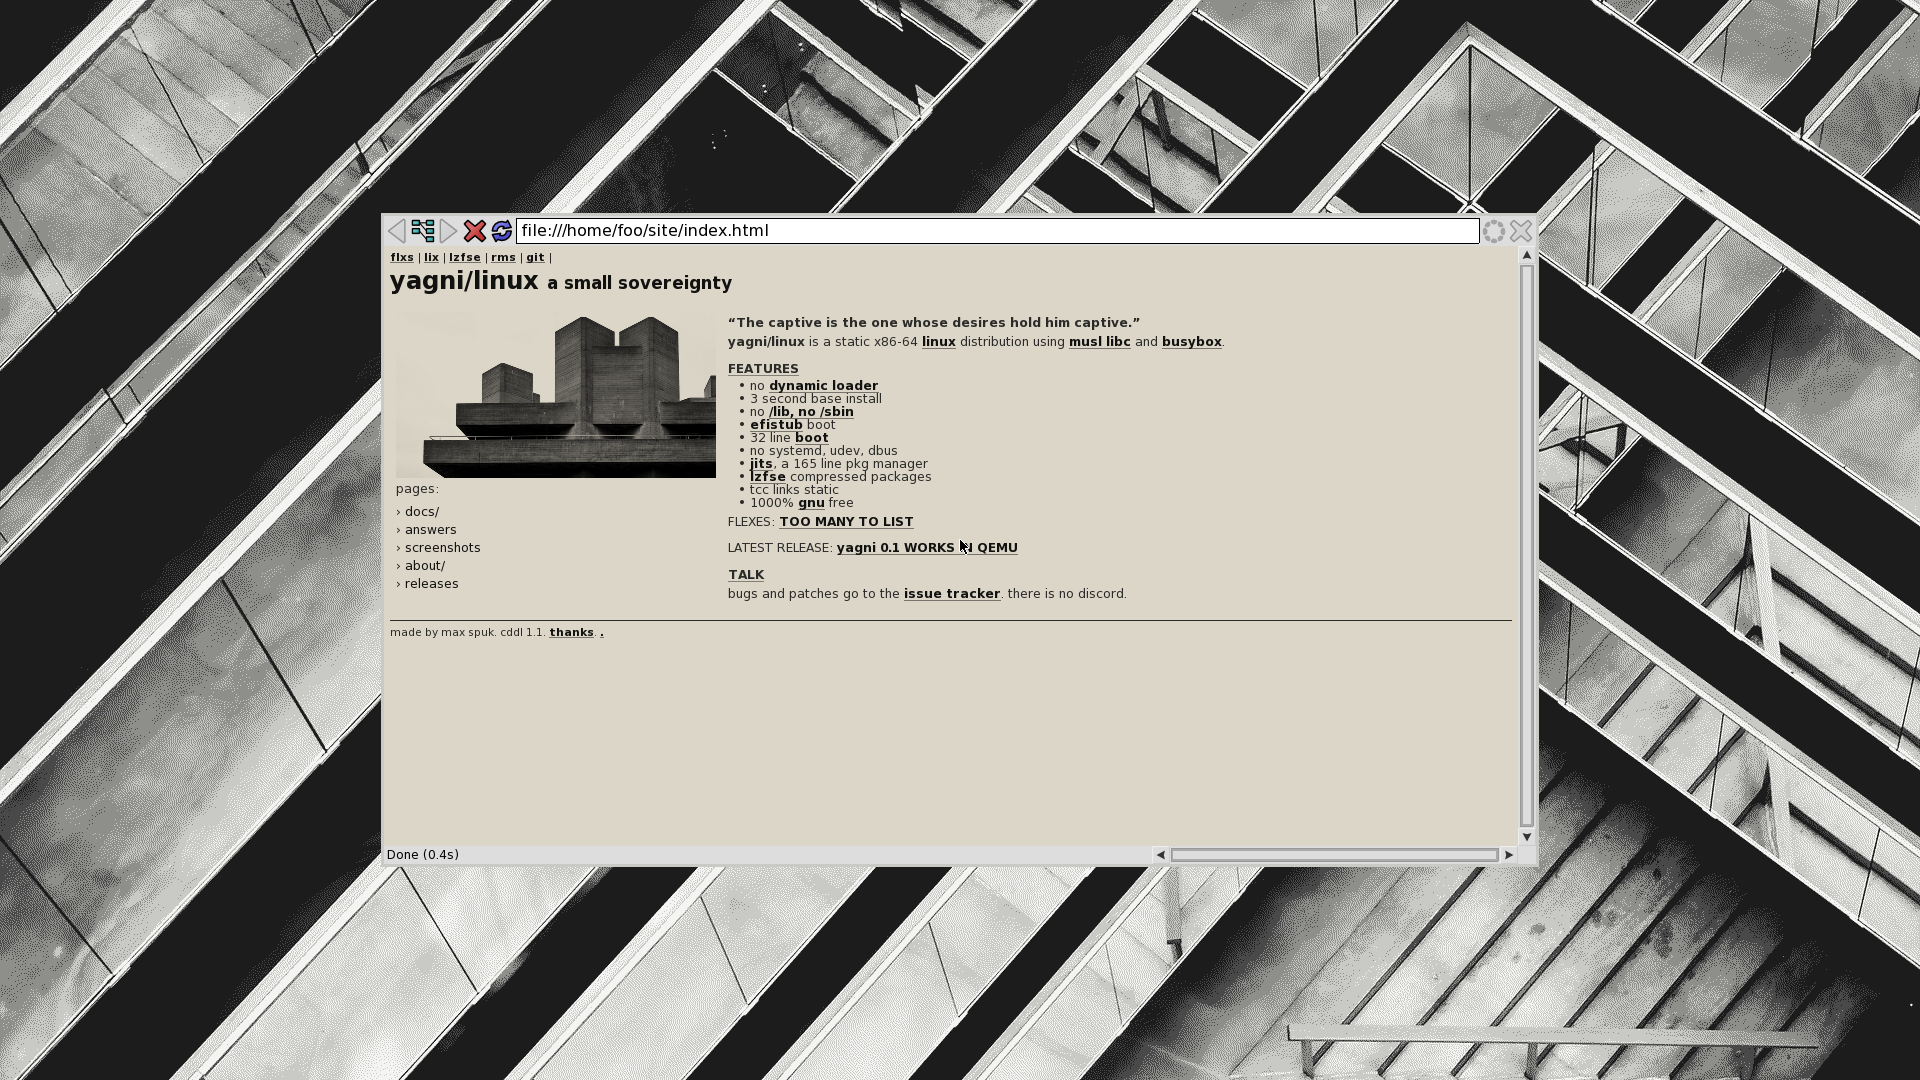 file:///home/foo/site/index.html
flxs | lix | lzfse | rms | git |
yagni/linux a small sovereignty
“The captive is the one whose desires hold him captive.”
yagni/linux is a static x86-64 linux distribution using musl libc and busybox.
FEATURES
• no dynamic loader
• 3 second base install
• no /lib, no /sbin
• efistub boot
• 32 line boot
• no systemd, udev, dbus
• jits, a 165 line pkg manager
• lzfse compressed packages
• tcc links static
• 1000% gnu free
FLEXES: TOO MANY TO LIST
LATEST RELEASE: yagni 0.1 WORKS IN QEMU
TALK
bugs and patches go to the issue tracker. there is no discord.
pages:
› docs/
› answers
› screenshots
› about/
› releases
made by max spuk. cddl 1.1. thanks. .
Done (0.4s)